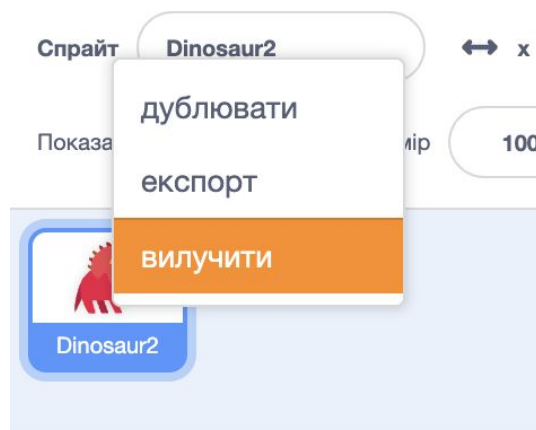 Спрайт Dinosaur2 x
дублювати
Показа мір 100
експорт
вилучити
Dinosaur2